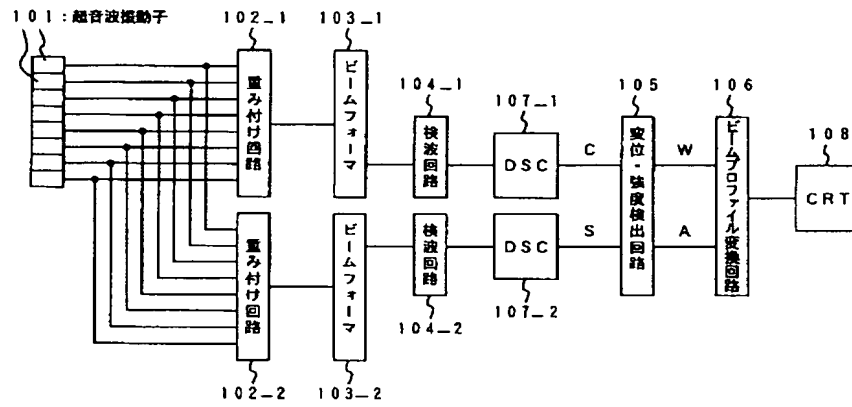 101:超音波振動子
102_1
103_1
重み付け回路
ビームフォーマ
104_1
検波回路
107_1
DSC
C
105
変位・強度検出回路
W
106
ビームプロファイル変換回路
108
CRT
重み付け回路
102_2
ビームフォーマ
103_2
検波回路
104_2
DSC
107_2
S
A